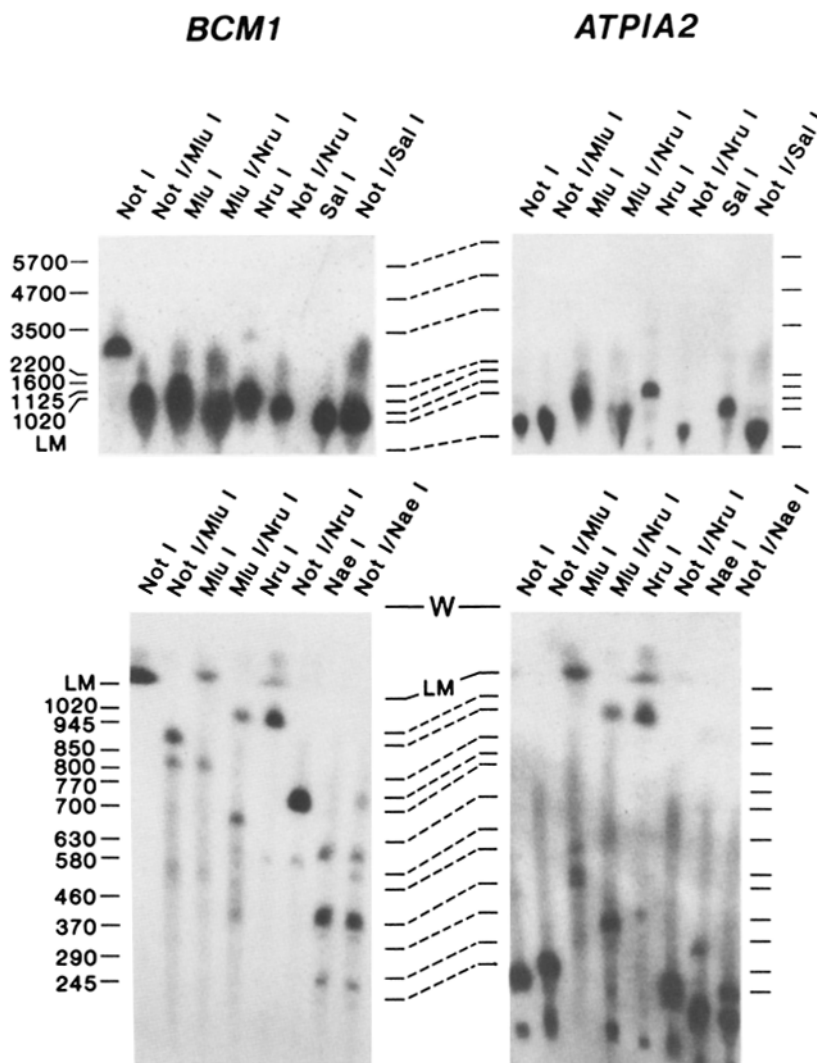 BCM1 ATPIA2
Not I Not I/Mlu I Mlu I Mlu I/Nru I Nru I Not I/Nru I Sal I Not I/Sal I
Not I Not I/Mlu I Mlu I Mlu I/Nru I Nru I Not I/Nru I Sal I Not I/Sal I
5700
4700
3500
2200
1600
1125
1020
LM
Not I Not I/Mlu I Mlu I Mlu I/Nru I Nru I Not I/Nru I Nae I Not I/Nae I
Not I Not I/Mlu I Mlu I Mlu I/Nru I Nru I Not I/Nru I Nae I Not I/Nae I
W
LM LM
1020
945
850
800
770
700
630
580
460
370
290
245